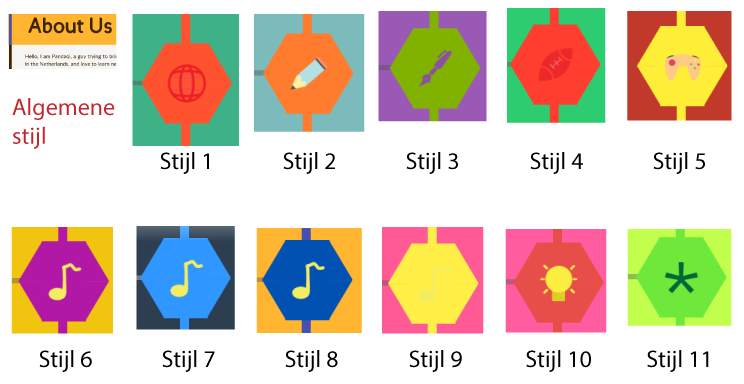 About Us
Hello, I am Pandaqi, a guy trying to
in the Netherlands, and love to learn
Algemene
stijl
Stijl 1
Stijl 2
Stijl 3
Stijl 4
Stijl 5
Stijl 6
Stijl 7
Stijl 8
Stijl 9
Stijl 10
Stijl 11